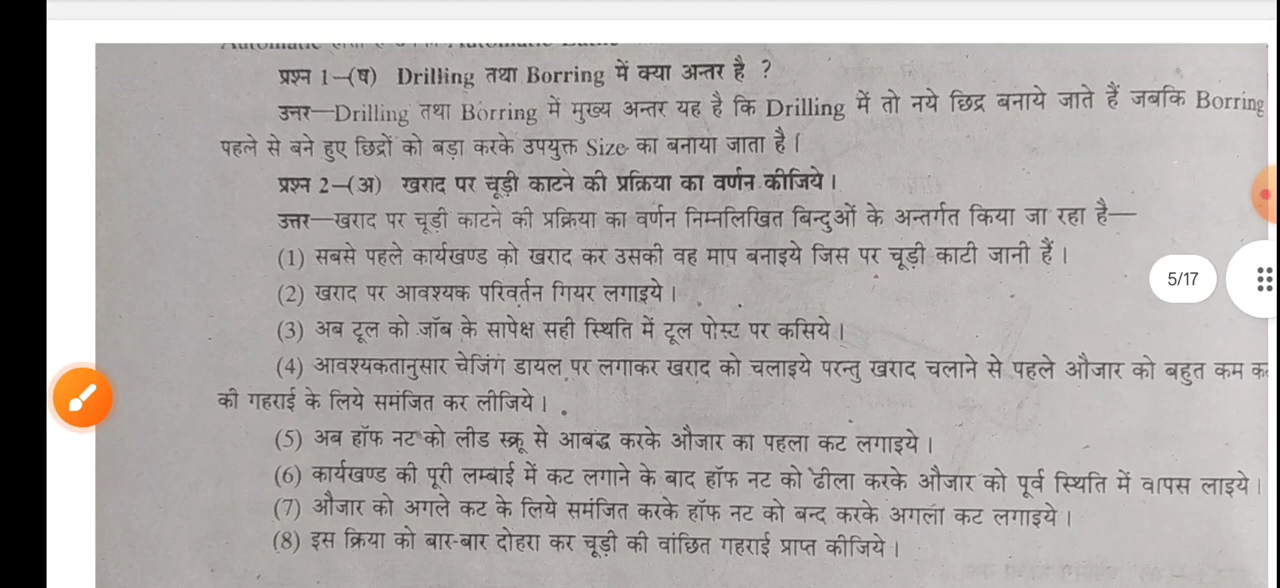 प्रश्न 1—(ष) Drilling तथा Borring में क्या अन्तर है ?
उत्तर—Drilling तथा Borring में मुख्य अन्तर यह है कि Drilling में तो नये छिद्र बनाये जाते हैं जबकि Borring
पहले से बने हुए छिद्रों को बड़ा करके उपयुक्त Size का बनाया जाता है।
प्रश्न 2—(अ) खराद पर चूड़ी काटने की प्रक्रिया का वर्णन कीजिये।
उत्तर—खराद पर चूड़ी काटने की प्रक्रिया का वर्णन निम्नलिखित बिन्दुओं के अन्तर्गत किया जा रहा है—
(1) सबसे पहले कार्यखण्ड को खराद कर उसकी वह माप बनाइये जिस पर चूड़ी काटी जानी हैं।
(2) खराद पर आवश्यक परिवर्तन गियर लगाइये।
5/17
(3) अब टूल को जॉब के सापेक्ष सही स्थिति में टूल पोस्ट पर कसिये।
(4) आवश्यकतानुसार चेजिंग डायल पर लगाकर खराद को चलाइये परन्तु खराद चलाने से पहले औजार को बहुत कम
की गहराई के लिये समंजित कर लीजिये।
(5) अब हॉफ नट को लीड स्क्रू से आबद्ध करके औजार का पहला कट लगाइये।
(6) कार्यखण्ड की पूरी लम्बाई में कट लगाने के बाद हॉफ नट को ढीला करके औजार को पूर्व स्थिति में वापस लाइये।
(7) औजार को अगले कट के लिये समंजित करके हॉफ नट को बन्द करके अगला कट लगाइये।
(8) इस क्रिया को बार-बार दोहरा कर चूड़ी की वांछित गहराई प्राप्त कीजिये।